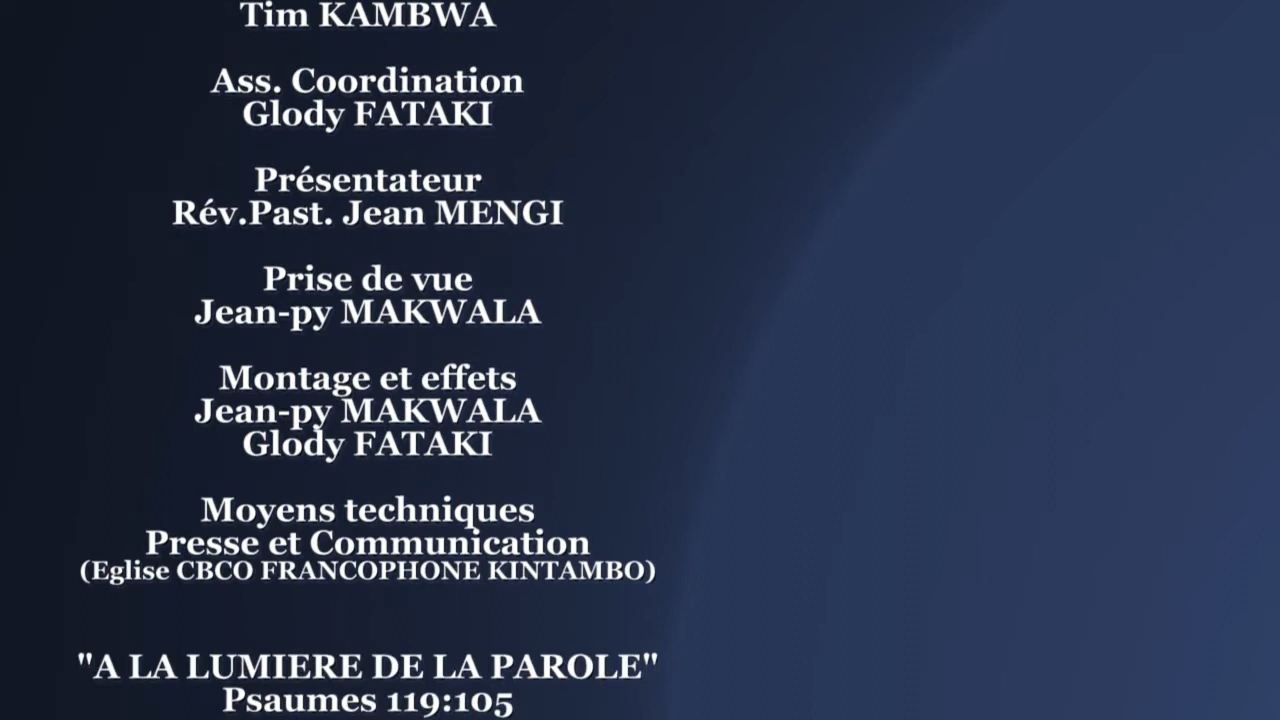 Tim KAMBWA
Ass. Coordination
Glody FATAKI
Présentateur
Rév.Past. Jean MENGI
Prise de vue
Jean-py MAKWALA
Montage et effets
Jean-py MAKWALA
Glody FATAKI
Moyens techniques
Presse et Communication
(Eglise CBCO FRANCOPHONE KINTAMBO)
"A LA LUMIERE DE LA PAROLE"
Psaumes 119:105